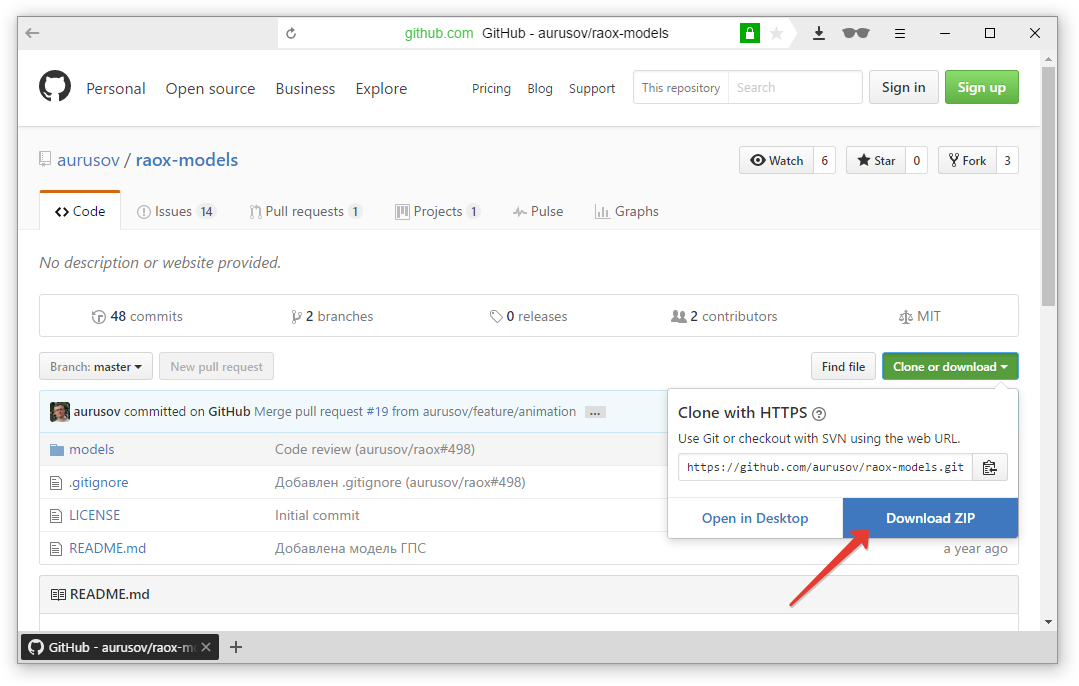 github.com GitHub - aurusov/raox-models
Personal Open source Business Explore Pricing Blog Support This repository Search Sign in Sign up
aurusov / raox-models
Watch 6 Star 0 Fork 3
Code Issues 14 Pull requests 1 Projects 1 Pulse Graphs
No description or website provided.
48 commits 2 branches 0 releases 2 contributors MIT
Branch: master New pull request Find file Clone or download
aurusov committed on GitHub Merge pull request #19 from aurusov/feature/animation ...
Clone with HTTPS ?
Use Git or checkout with SVN using the web URL.
https://github.com/aurusov/raox-models.git
Open in Desktop Download ZIP
models Code review (aurusov/raox#498)
.gitignore Добавлен .gitignore (aurusov/raox#498)
LICENSE Initial commit
README.md Добавлена модель ГПС a year ago
README.md
GitHub - aurusov/raox-m